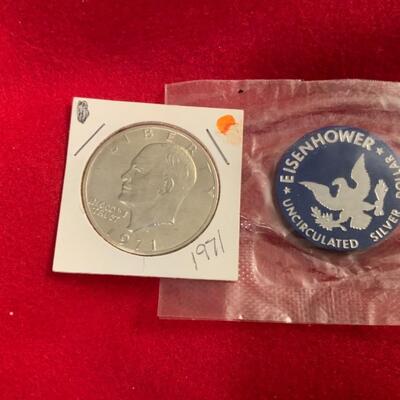 LIBERTY
IN GOD WE
TRUST
1971
1971
EISENHOWER
UNCIRCULATED SILVER DOLLAR